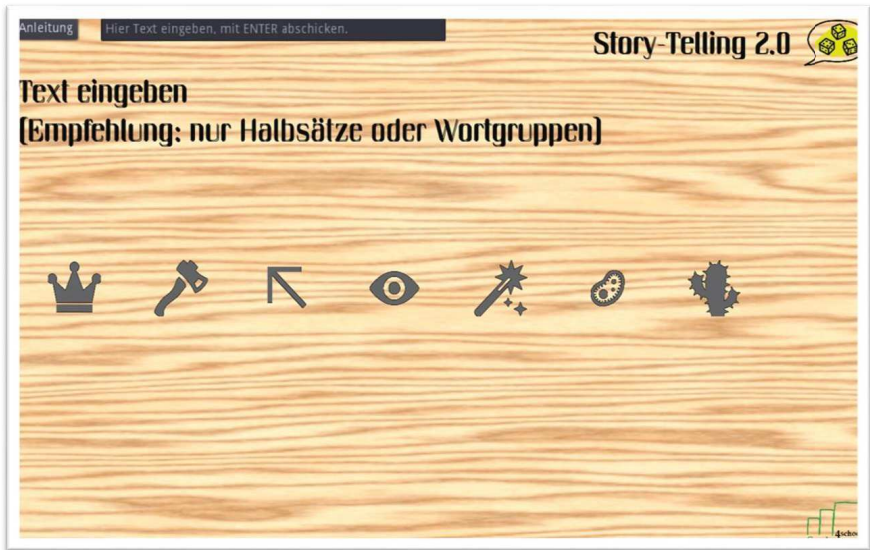 Anleitung
Hier Text eingeben, mit ENTER abschicken.
Story-Telling 2.0
Text eingeben
(Empfehlung: nur Halbsätze oder Wortgruppen)